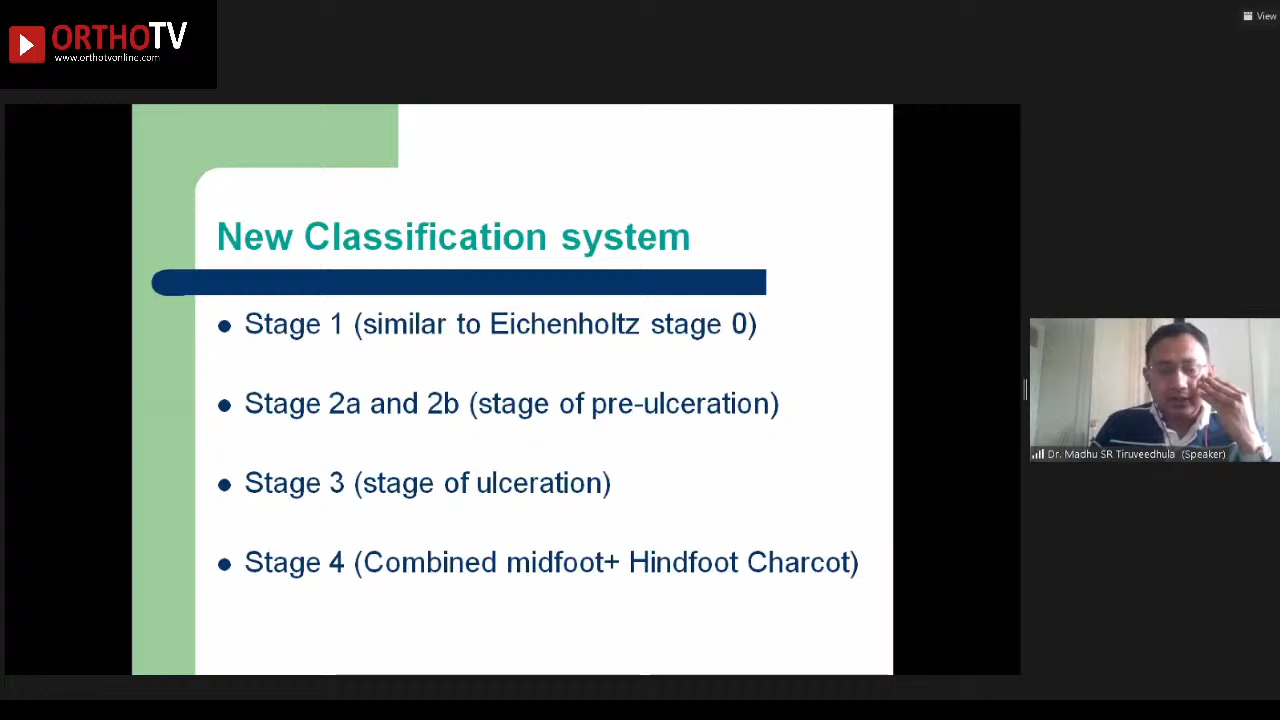 ORTHOTV
www.orthotvonline.com
View
New Classification system
Stage 1 (similar to Eichenholtz stage 0)
Stage 2a and 2b (stage of pre-ulceration)
Stage 3 (stage of ulceration)
Stage 4 (Combined midfoot+ Hindfoot Charcot)
Dr. Madhu SR Tiruveedhula (Speaker)